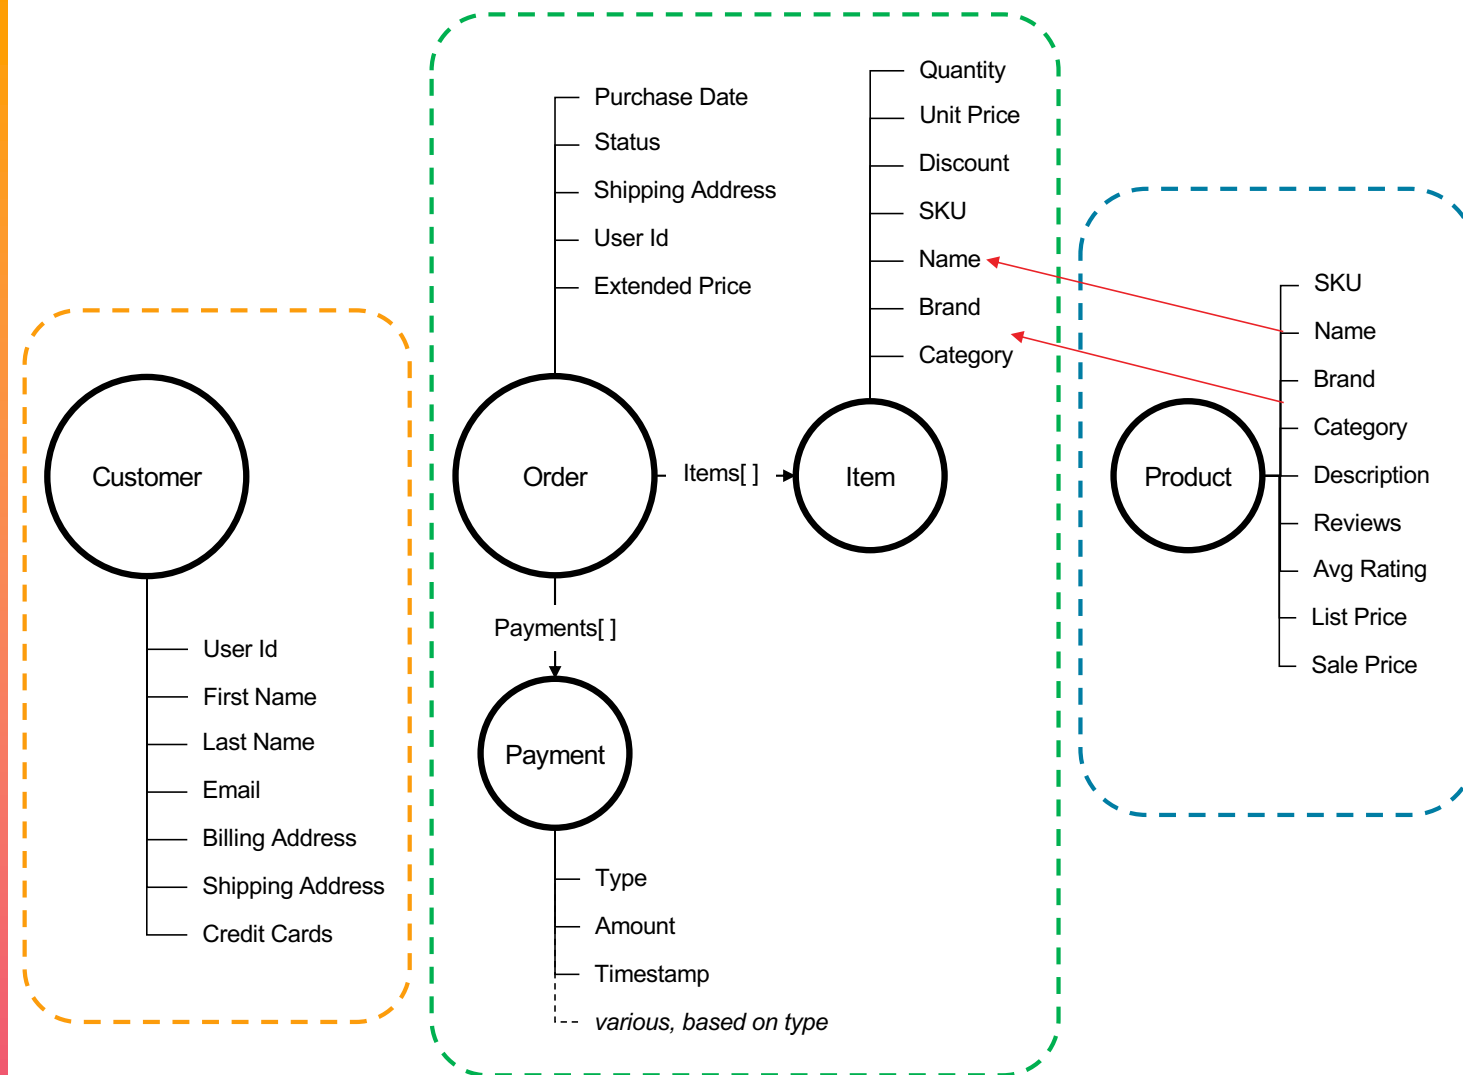 Customer
User Id
First Name
Last Name
Email
Billing Address
Shipping Address
Credit Cards
Purchase Date
Status
Shipping Address
User Id
Extended Price
Order
Items[ ]
Payments[ ]
Payment
Type
Amount
Timestamp
various, based on type
Quantity
Unit Price
Discount
SKU
Name
Brand
Category
Item
Product
SKU
Name
Brand
Category
Description
Reviews
Avg Rating
List Price
Sale Price